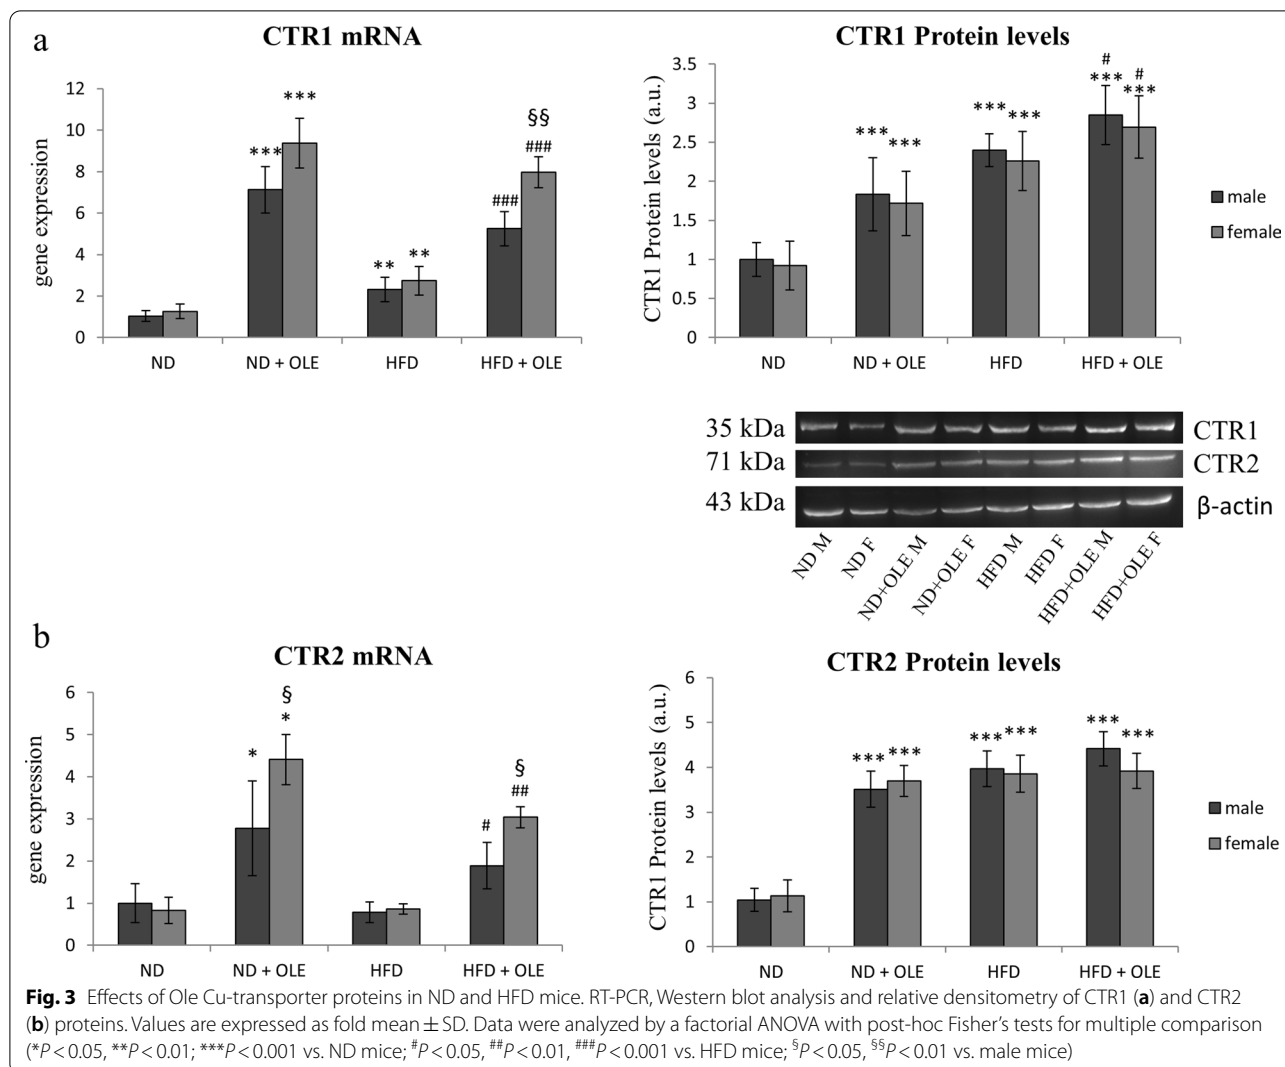 a
CTR1 mRNA
gene expression
12
10
8
6
4
2
0
***
***
**
**
###
§§
###
ND
ND + OLE
HFD
HFD + OLE
CTR1 Protein levels
CTR1 Protein levels (a.u.)
3.5
3
2.5
2
1.5
1
0.5
0
***
***
***
***
#
***
#
***
ND
ND + OLE
HFD
HFD + OLE
male
female
35 kDa
CTR1
71 kDa
CTR2
43 kDa
β-actin
ND M
ND F
ND+OLE M
ND+OLE F
HFD M
HFD F
HFD+OLE M
HFD+OLE F
b
CTR2 mRNA
gene expression
6
5
4
3
2
1
0
*
§
*
#
§
##
ND
ND + OLE
HFD
HFD + OLE
CTR2 Protein levels
CTR1 Protein levels (a.u.)
6
5
4
3
2
1
0
***
***
***
***
***
***
ND
ND + OLE
HFD
HFD + OLE
male
female
Fig. 3 Effects of Ole Cu-transporter proteins in ND and HFD mice. RT-PCR, Western blot analysis and relative densitometry of CTR1 (a) and CTR2
(b) proteins. Values are expressed as fold mean ± SD. Data were analyzed by a factorial ANOVA with post-hoc Fisher's tests for multiple comparison
(*P < 0.05, **P < 0.01; ***P < 0.001 vs. ND mice; #P < 0.05, ##P < 0.01, ###P < 0.001 vs. HFD mice; §P < 0.05, §§P < 0.01 vs. male mice)